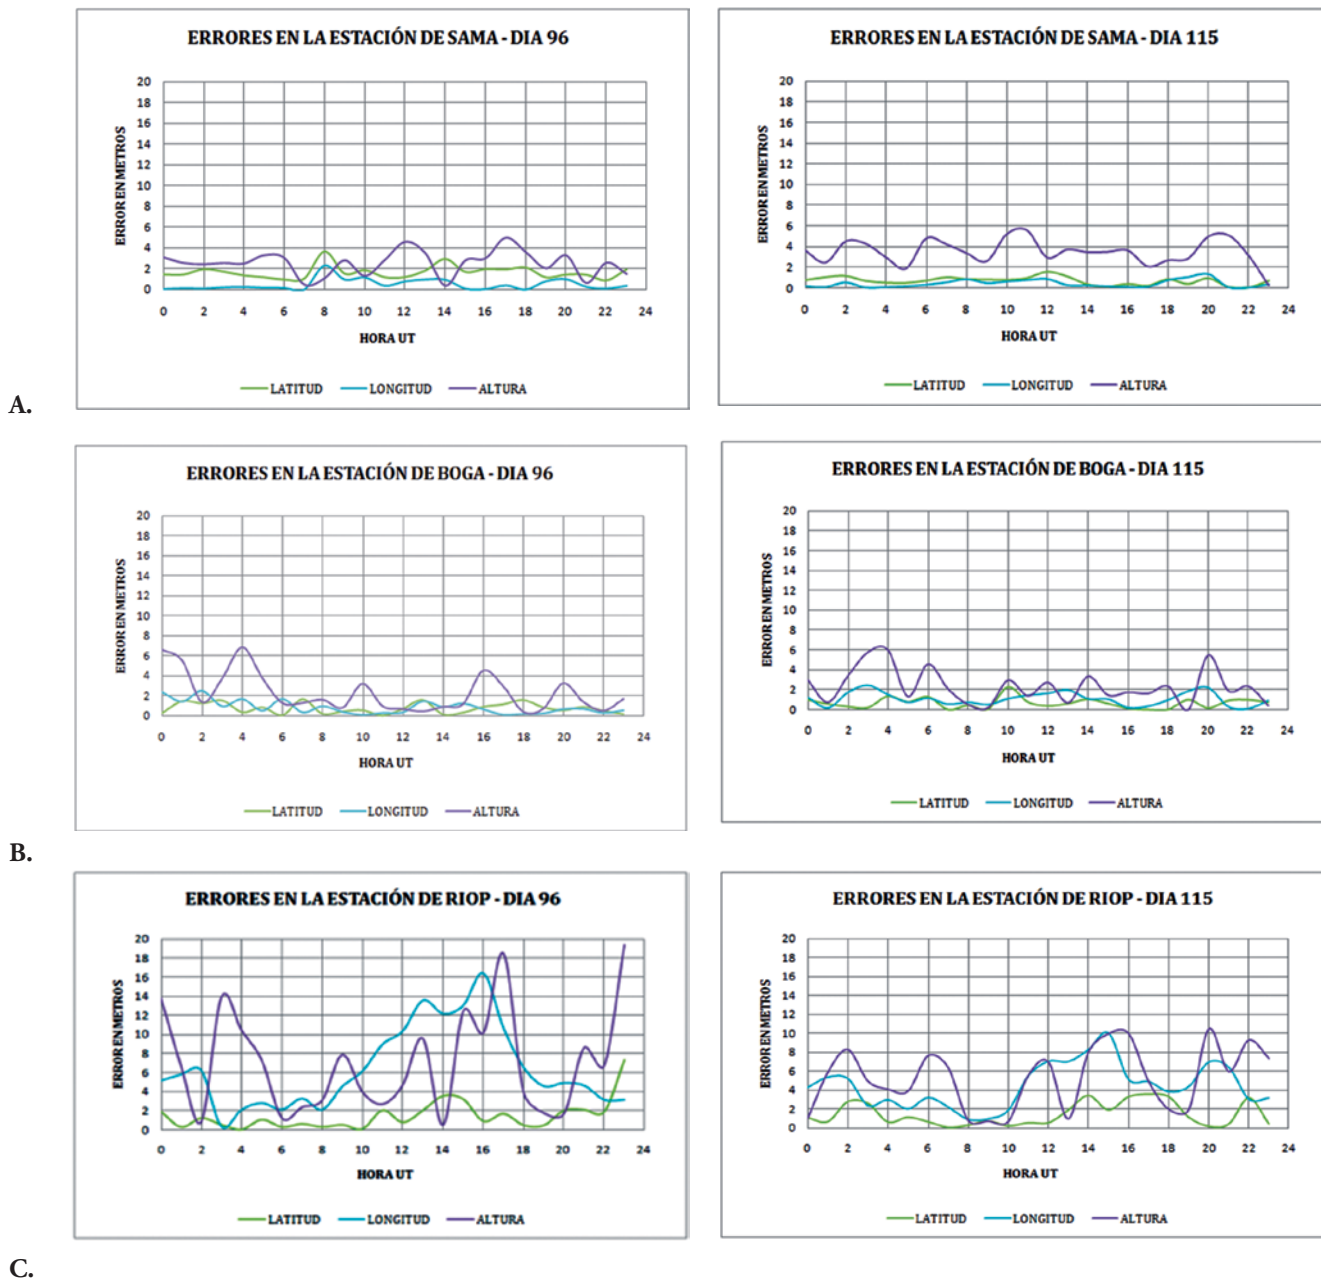 ERRORES EN LA ESTACIÓN DE SAMA - DIA 96
ERROR EN METROS
20
18
16
14
12
10
8
6
4
2
0
0 2 4 6 8 10 12 14 16 18 20 22 24
HORA UT
LATITUD LONGITUD ALTURA
ERRORES EN LA ESTACIÓN DE SAMA - DIA 115
ERROR EN METROS
20
18
16
14
12
10
8
6
4
2
0
0 2 4 6 8 10 12 14 16 18 20 22 24
HORA UT
LATITUD LONGITUD ALTURA
A.
ERRORES EN LA ESTACIÓN DE BOGA - DIA 96
ERROR EN METROS
20
18
16
14
12
10
8
6
4
2
0
0 2 4 6 8 10 12 14 16 18 20 22 24
HORA UT
LATITUD LONGITUD ALTURA
ERRORES EN LA ESTACIÓN DE BOGA - DIA 115
ERROR EN METROS
20
18
16
14
12
10
8
6
4
2
0
0 2 4 6 8 10 12 14 16 18 20 22 24
HORA UT
LATITUD LONGITUD ALTURA
B.
ERRORES EN LA ESTACIÓN DE RIOP - DIA 96
ERROR EN METROS
20
18
16
14
12
10
8
6
4
2
0
0 2 4 6 8 10 12 14 16 18 20 22 24
HORA UT
LATITUD LONGITUD ALTURA
ERRORES EN LA ESTACIÓN DE RIOP - DIA 115
ERROR EN METROS
20
18
16
14
12
10
8
6
4
2
0
0 2 4 6 8 10 12 14 16 18 20 22 24
HORA UT
LATITUD LONGITUD ALTURA
C.